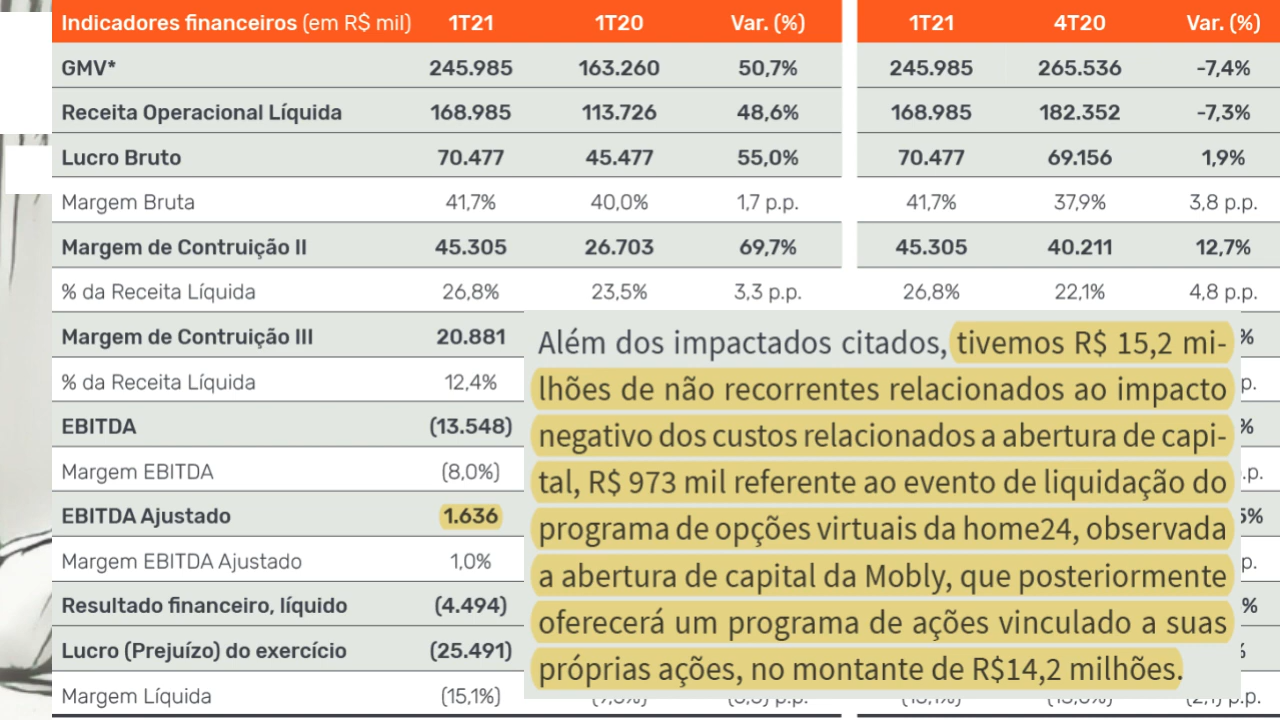 Indicadores financeiros (em R$ mil) 1T21 1T20 Var. (%) 1T21 4T20 Var. (%)
GMV* 245.985 163.260 50,7% 245.985 265.536 -7,4%
Receita Operacional Líquida 168.985 113.726 48,6% 168.985 182.352 -7,3%
Lucro Bruto 70.477 45.477 55,0% 70.477 69.156 1,9%
Margem Bruta 41,7% 40,0% 1,7 p.p. 41,7% 37,9% 3,8 p.p.
Margem de Contruição II 45.305 26.703 69,7% 45.305 40.211 12,7%
% da Receita Líquida 26,8% 23,5% 3,3 p.p. 26,8% 22,1% 4,8 p.p.
Margem de Contruição III 20.881 %
% da Receita Líquida 12,4% p.
EBITDA (13.548) %
Margem EBITDA (8,0%) .p.
EBITDA Ajustado 1.636 %
Margem EBITDA Ajustado 1,0% p.
Resultado financeiro, líquido (4.494) %
Lucro (Prejuízo) do exercício (25.491)
Margem Líquida (15,1%) p.p. p.p.
Além dos impactados citados, tivemos R$ 15,2 mi-
lhões de não recorrentes relacionados ao impacto
negativo dos custos relacionados a abertura de capi-
tal, R$ 973 mil referente ao evento de liquidação do
programa de opções virtuais da home24, observada
a abertura de capital da Mobly, que posteriormente
oferecerá um programa de ações vinculado a suas
próprias ações, no montante de R$14,2 milhões.